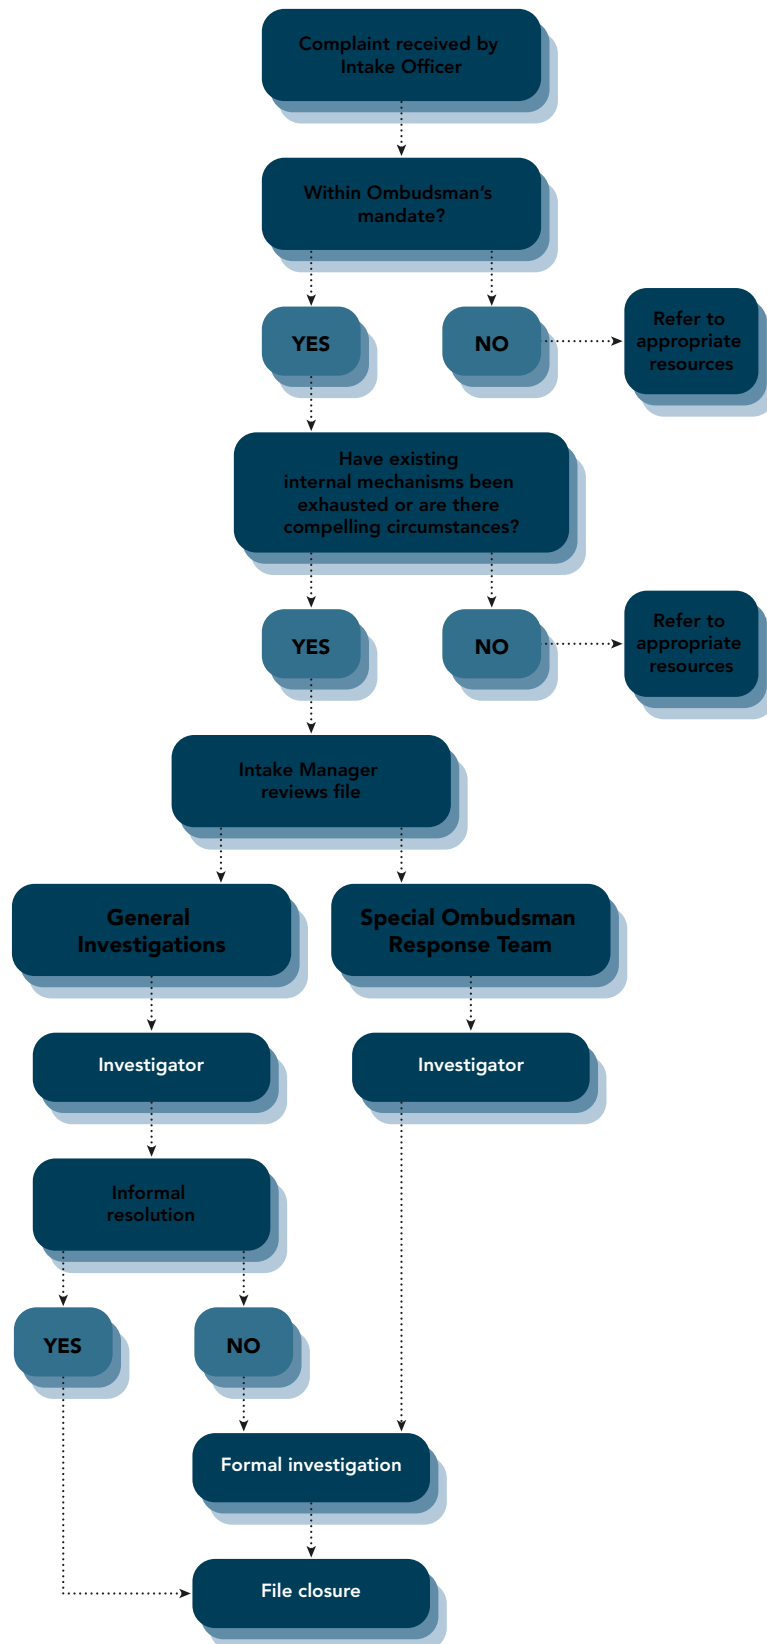 Complaint received by
Intake Officer
Within Ombudsman’s
mandate?
YES
NO
Refer to
appropriate
resources
Have existing
internal mechanisms been
exhausted or are there
compelling circumstances?
YES
NO
Refer to
appropriate
resources
Intake Manager
reviews file
General
Investigations
Special Ombudsman
Response Team
Investigator
Investigator
Informal
resolution
YES
NO
Formal investigation
File closure